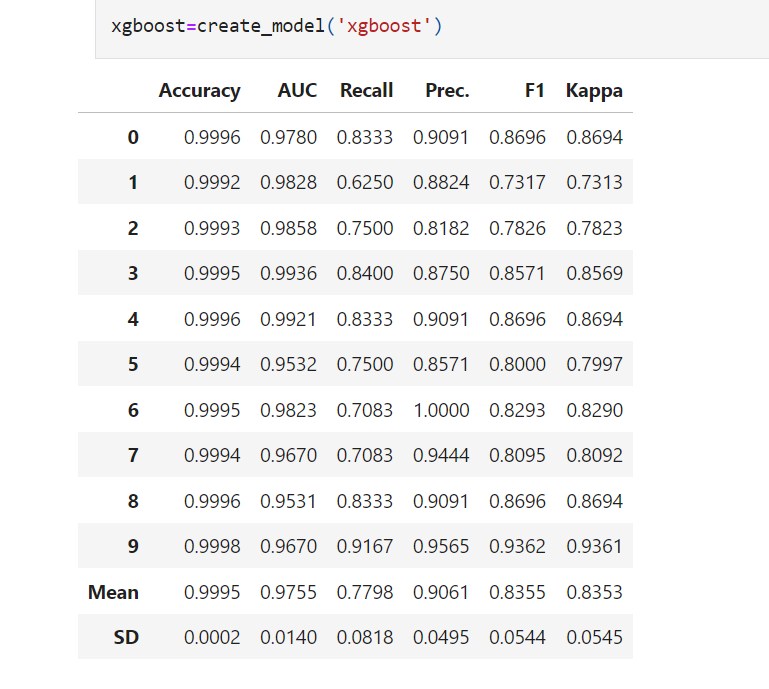 xgboost=create_model('xgboost')
Accuracy AUC Recall Prec. F1 Kappa
0 0.9996 0.9780 0.8333 0.9091 0.8696 0.8694
1 0.9992 0.9828 0.6250 0.8824 0.7317 0.7313
2 0.9993 0.9858 0.7500 0.8182 0.7826 0.7823
3 0.9995 0.9936 0.8400 0.8750 0.8571 0.8569
4 0.9996 0.9921 0.8333 0.9091 0.8696 0.8694
5 0.9994 0.9532 0.7500 0.8571 0.8000 0.7997
6 0.9995 0.9823 0.7083 1.0000 0.8293 0.8290
7 0.9994 0.9670 0.7083 0.9444 0.8095 0.8092
8 0.9996 0.9531 0.8333 0.9091 0.8696 0.8694
9 0.9998 0.9670 0.9167 0.9565 0.9362 0.9361
Mean 0.9995 0.9755 0.7798 0.9061 0.8355 0.8353
SD 0.0002 0.0140 0.0818 0.0495 0.0544 0.0545